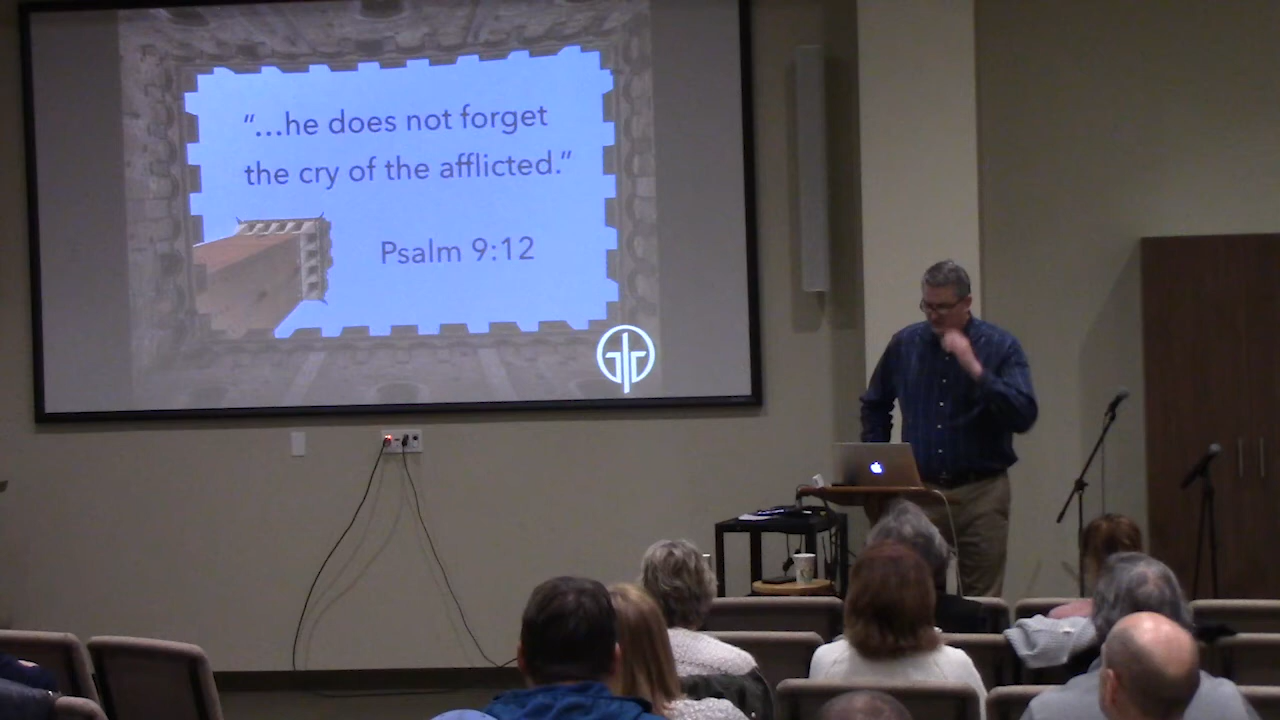 “...he does not forget
the cry of the afflicted.”
Psalm 9:12